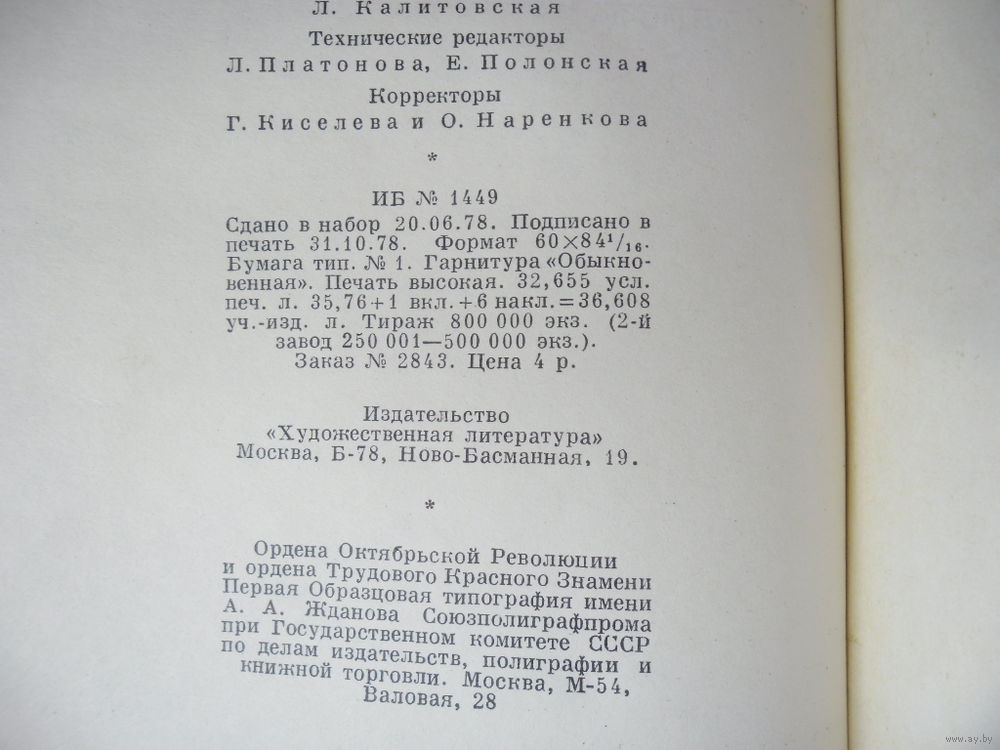 Л. Калитовская
Технические редакторы
Л. Платонова, Е. Полонская
Корректоры
Г. Киселева и О. Наренкова
*
ИБ № 1449
Сдано в набор 20.06.78. Подписано в
печать 31.10.78. Формат 60×84¹/₁₆.
Бумага тип. № 1. Гарнитура «Обыкно-
венная». Печать высокая. 32,655 усл.
печ. л. 35,76+1 вкл.+6 накл.=36,608
уч.-изд. л. Тираж 800 000 экз. (2-й
завод 250 001—500 000 экз.).
Заказ № 2843. Цена 4 р.
Издательство
«Художественная литература»
Москва, Б-78, Ново-Басманная, 19.
*
Ордена Октябрьской Революции
и ордена Трудового Красного Знамени
Первая Образцовая типография имени
А. А. Жданова Союзполиграфпрома
при Государственном комитете СССР
по делам издательств, полиграфии и
книжной торговли. Москва, М-54,
Валовая, 28
www.ay.by